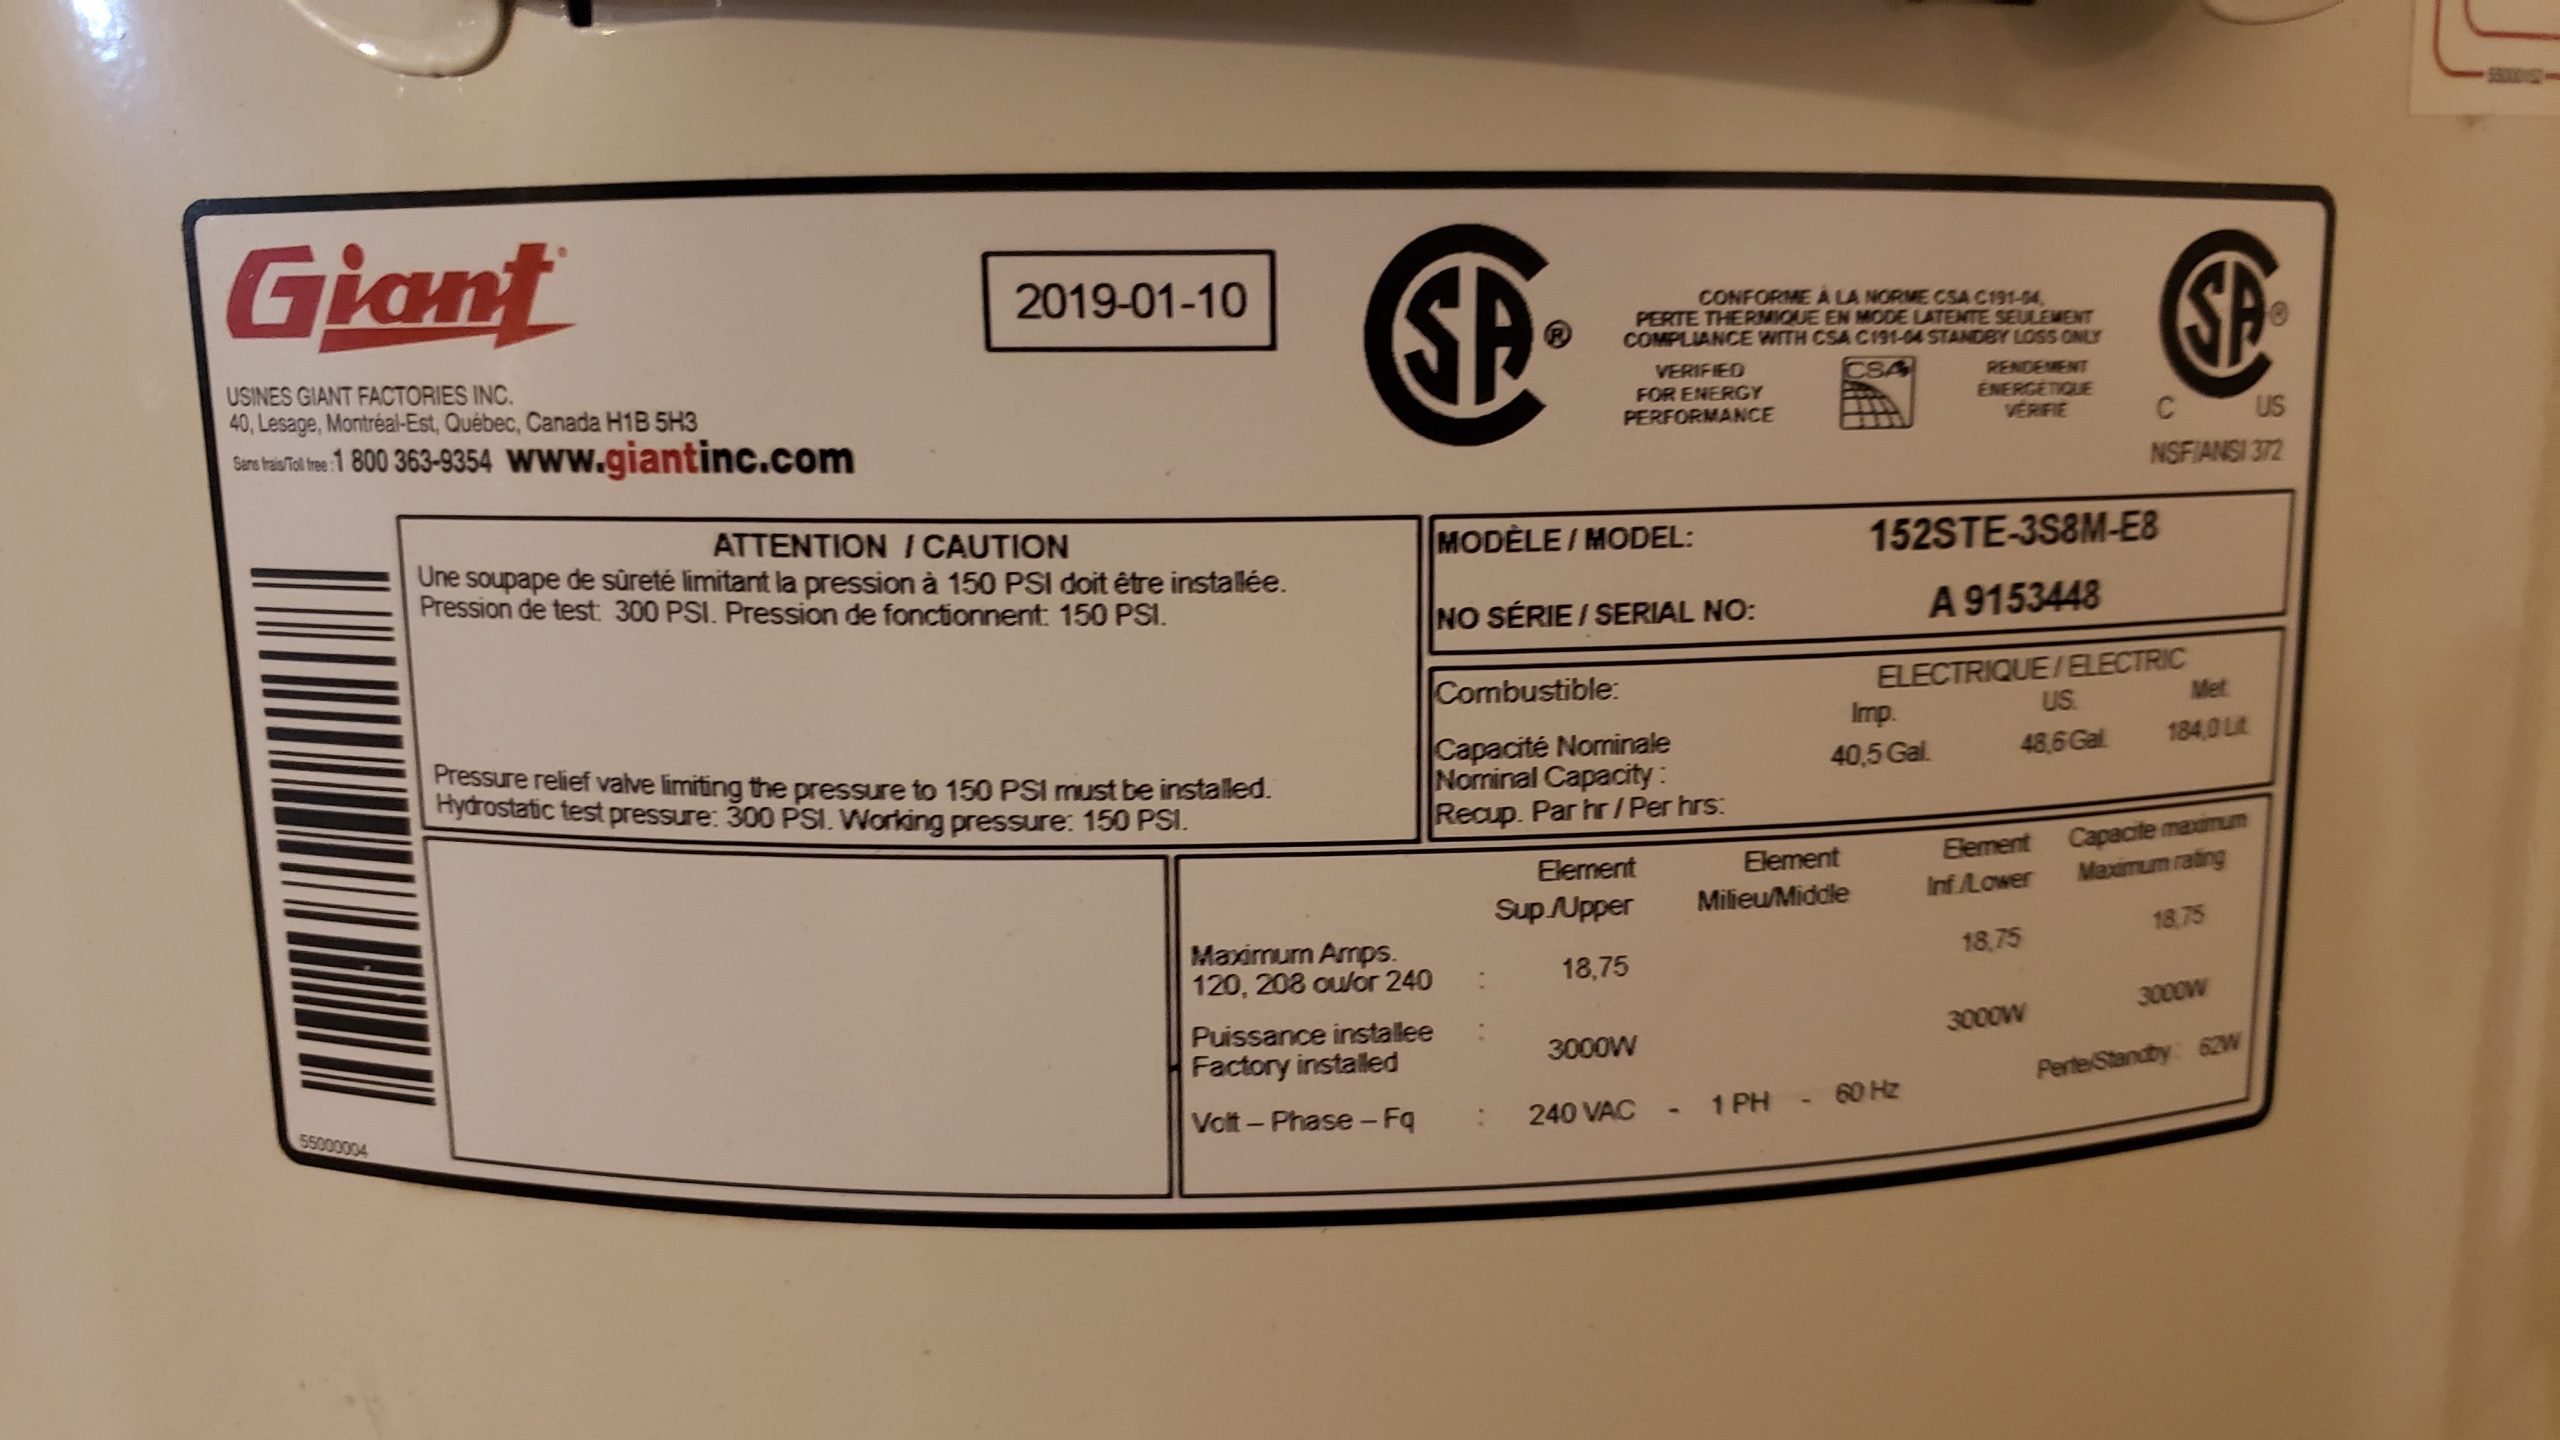 Giant
2019-01-10
USINES GIANT FACTORIES INC.
40, Lesage, Montréal-Est, Québec, Canada H1B 5H3
Sans frais/Toll free : 1 800 363-9354 www.giantinc.com
CSA ®
CONFORME À LA NORME CSA C191-04,
PERTE THERMIQUE EN MODE LATENTE SEULEMENT
COMPLIANCE WITH CSA C191-04 STANDBY LOSS ONLY
VERIFIED
FOR ENERGY
PERFORMANCE
CSA
RENDEMENT
ÉNERGÉTIQUE
VÉRIFIÉ
CSA ®
C US
NSF/ANSI 372
ATTENTION / CAUTION
Une soupape de sûreté limitant la pression à 150 PSI doit être installée.
Pression de test: 300 PSI. Pression de fonctionnent: 150 PSI.
Pressure relief valve limiting the pressure to 150 PSI must be installed.
Hydrostatic test pressure: 300 PSI. Working pressure: 150 PSI.
MODÈLE / MODEL: 152STE-3S8M-E8
NO SÉRIE / SERIAL NO: A 9153448
Combustible: ELECTRIQUE / ELECTRIC
Imp. US. Met.
Capacité Nominale 40,5 Gal. 48,6 Gal. 184,0 Lit.
Nominal Capacity :
Recup. Par hr / Per hrs:
Element Element Element Capacite maximum
Sup./Upper Milieu/Middle Inf./Lower Maximum rating
Maximum Amps.
120, 208 ou/or 240 : 18,75 18,75 18,75
Puissance installee : 3000W 3000W 3000W
Factory installed
Perte/Standby : 62W
Volt – Phase – Fq : 240 VAC - 1 PH - 60 Hz
55000004
55000102